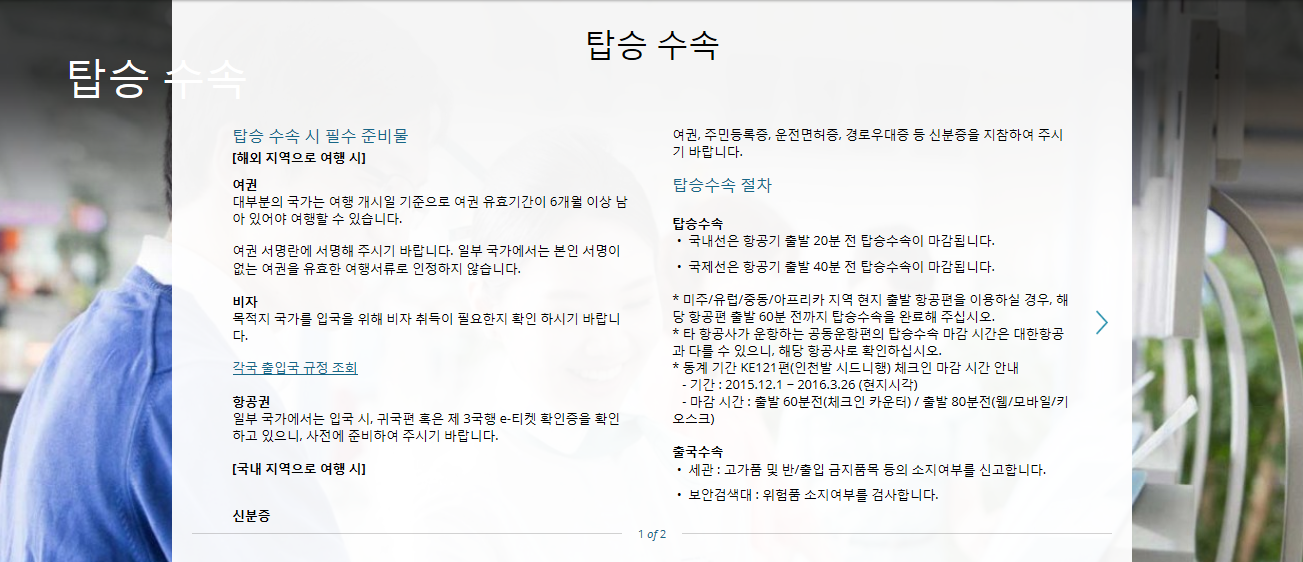 탑승 수속
탑승 수속
탑승 수속 시 필수 준비물
[해외 지역으로 여행 시]
여권
대부분의 국가는 여행 개시일 기준으로 여권 유효기간이 6개월 이상 남
아 있어야 여행할 수 있습니다.
여권 서명란에 서명해 주시기 바랍니다. 일부 국가에서는 본인 서명이
없는 여권을 유효한 여행서류로 인정하지 않습니다.
비자
목적지 국가를 입국을 위해 비자 취득이 필요한지 확인 하시기 바랍니
다.
각국 출입국 규정 조회
항공권
일부 국가에서는 입국 시, 귀국편 혹은 제 3국행 e-티켓 확인증을 확인
하고 있으니, 사전에 준비하여 주시기 바랍니다.
[국내 지역으로 여행 시]
신분증
여권, 주민등록증, 운전면허증, 경로우대증 등 신분증을 지참하여 주시
기 바랍니다.
탑승수속 절차
탑승수속
• 국내선은 항공기 출발 20분 전 탑승수속이 마감됩니다.
• 국제선은 항공기 출발 40분 전 탑승수속이 마감됩니다.
* 미주/유럽/중동/아프리카 지역 현지 출발 항공편을 이용하실 경우, 해
당 항공편 출발 60분 전까지 탑승수속을 완료해 주십시오.
* 타 항공사가 운항하는 공동운항편의 탑승수속 마감 시간은 대한항공
과 다를 수 있으니, 해당 항공사로 확인하십시오.
* 동계 기간 KE121편(인천발 시드니행) 체크인 마감 시간 안내
- 기간 : 2015.12.1 ~ 2016.3.26 (현지시각)
- 마감 시간 : 출발 60분전(체크인 카운터) / 출발 80분전(웹/모바일/키
오스크)
출국수속
• 세관 : 고가품 및 반/출입 금지품목 등의 소지여부를 신고합니다.
• 보안검색대 : 위험품 소지여부를 검사합니다.
1 of 2